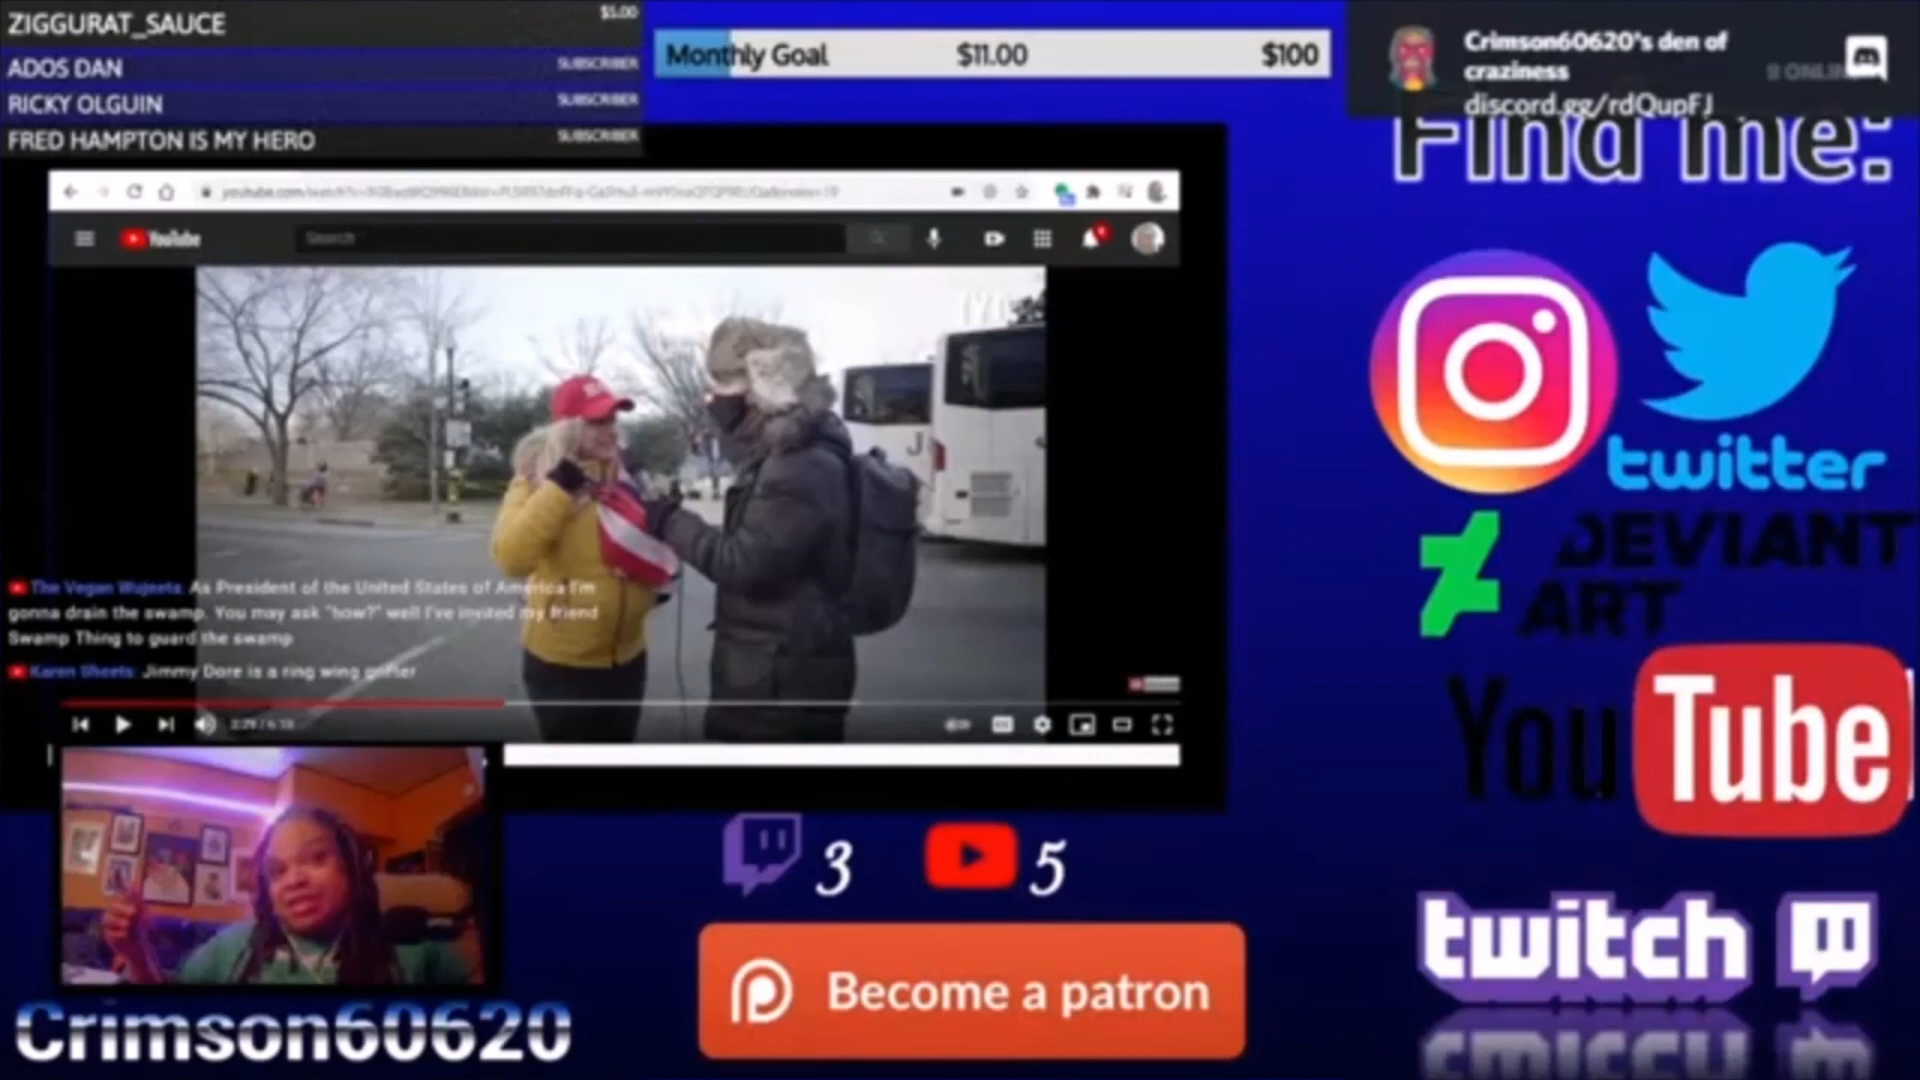 ZIGGURAT_SAUCE $5.00
ADOS DAN SUBSCRIBER
RICKY OLGUIN SUBSCRIBER
FRED HAMPTON IS MY HERO SUBSCRIBER
Monthly Goal $11.00 $100
Crimson60620's den of
craziness
discord.gg/rdQupFJ
Find me:
YouTube
Search
twitter
DEVIANT
ART
The Vegan Wujeeta: As President of the United States of America I'm
gonna drain the swamp. You may ask "how?" well I've invited my friend
Swamp Thing to guard the swamp
Karen Sheets: Jimmy Dore is a ring wing grifter
YouTube
3 5
twitch
Become a patron
Crimson60620